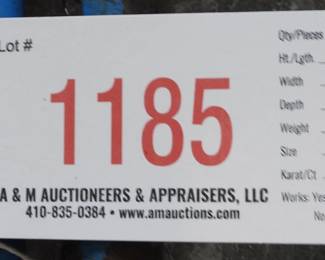 Lot #
1185
A & M AUCTIONEERS & APPRAISERS, LLC
410-835-0384 • www.amauctions.com
Qty/Pieces
Ht./Lgth.
Width
Depth
Weight
Size
Karat/Ct
Works: Yes
No